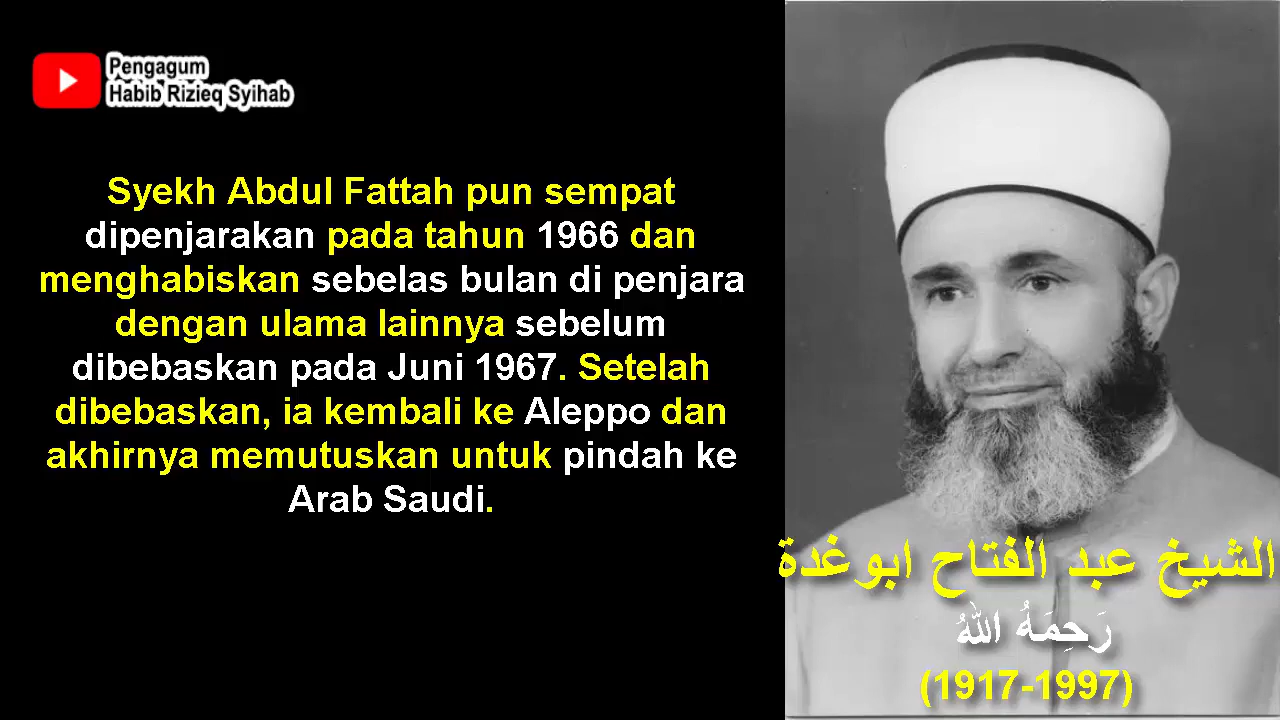 Pengagum
Habib Rizieq Syihab
Syekh Abdul Fattah pun sempat
dipenjarakan pada tahun 1966 dan
menghabiskan sebelas bulan di penjara
dengan ulama lainnya sebelum
dibebaskan pada Juni 1967. Setelah
dibebaskan, ia kembali ke Aleppo dan
akhirnya memutuskan untuk pindah ke
Arab Saudi.
الشيخ عبد الفتاح ابوغدة
رَحِمَهُ اللهُ
(1917-1997)